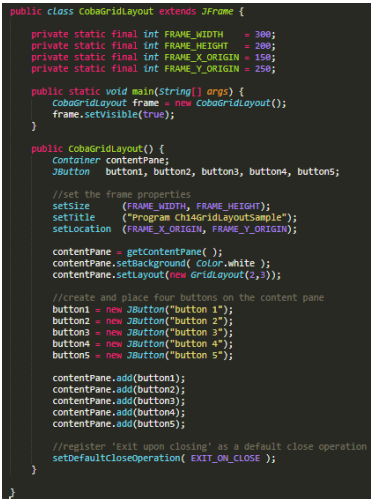 public class CobaGridLayout extends JFrame {
private static final int FRAME_WIDTH = 300;
private static final int FRAME_HEIGHT = 200;
private static final int FRAME_X_ORIGIN = 150;
private static final int FRAME_Y_ORIGIN = 250;
public static void main(String[] args) {
CobaGridLayout frame = new CobaGridLayout();
frame.setVisible(true);
}
public CobaGridLayout() {
Container contentPane;
JButton button1, button2, button3, button4, button5;
//set the frame properties
setSize (FRAME_WIDTH, FRAME_HEIGHT);
setTitle ("Program Ch14GridLayoutSample");
setLocation (FRAME_X_ORIGIN, FRAME_Y_ORIGIN);
contentPane = getContentPane( );
contentPane.setBackground( Color.white );
contentPane.setLayout(new GridLayout(2,3));
//create and place four buttons on the content pane
button1 = new JButton("button 1");
button2 = new JButton("button 2");
button3 = new JButton("button 3");
button4 = new JButton("button 4");
button5 = new JButton("button 5");
contentPane.add(button1);
contentPane.add(button2);
contentPane.add(button3);
contentPane.add(button4);
contentPane.add(button5);
//register 'Exit upon closing' as a default close operation
setDefaultCloseOperation( EXIT_ON_CLOSE );
}
}